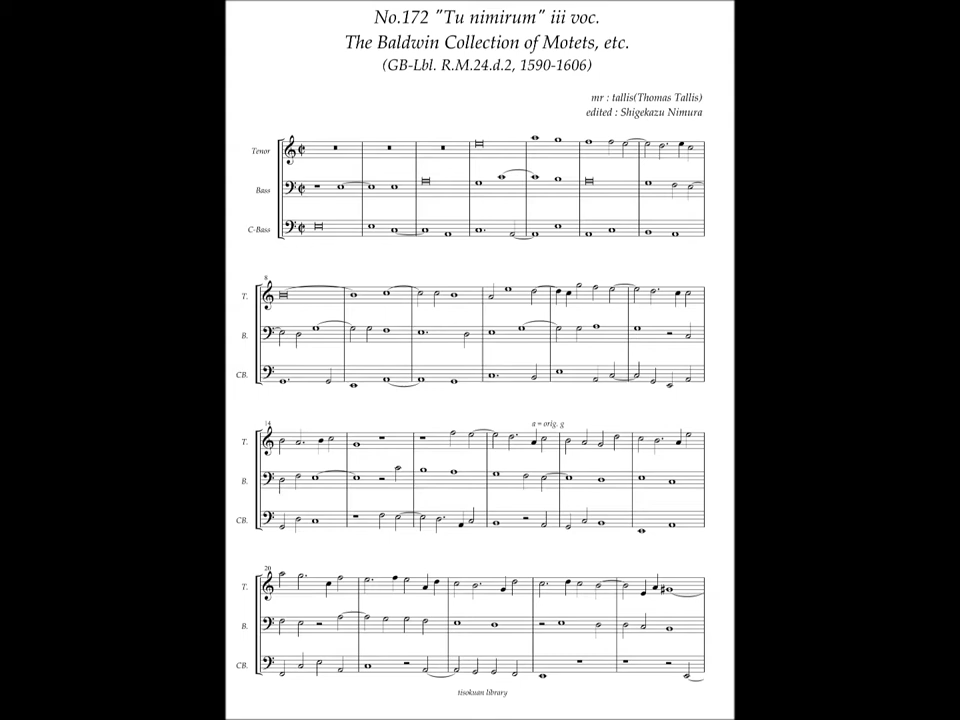 No.172 "Tu nimirum" iii voc.
The Baldwin Collection of Motets, etc.
(GB-Lbl. R.M.24.d.2, 1590-1606)
mr : tallis(Thomas Tallis)
edited : Shigekazu Nimura
Tenor
Bass
C-Bass
8
T.
B.
CB.
14
a = orig. g
T.
B.
CB.
20
T.
B.
CB.
tisokuan library